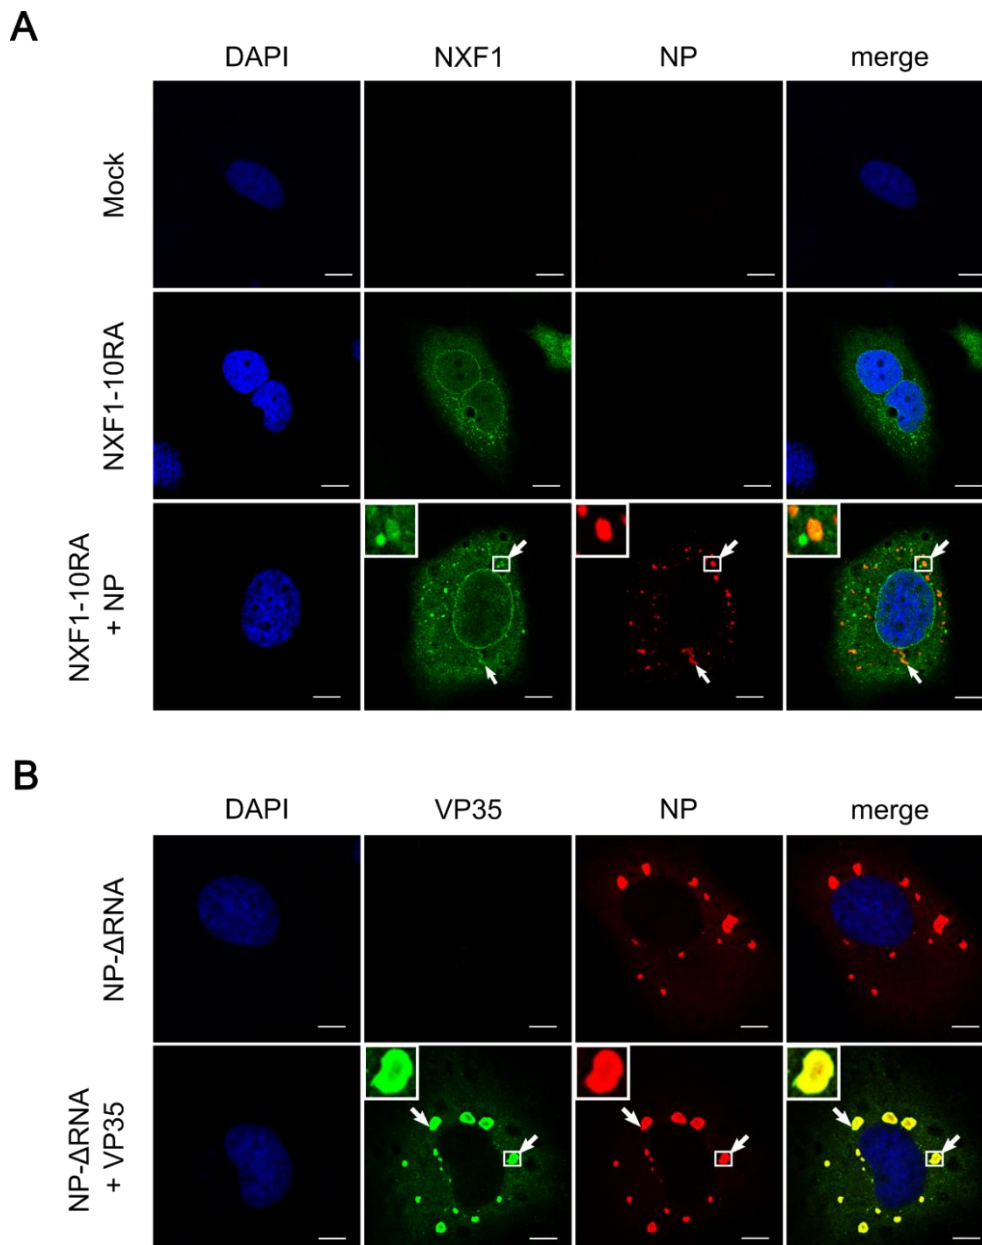 A
DAPI NXF1 NP merge
Mock
NXF1-10RA
NXF1-10RA
+ NP
B
DAPI VP35 NP merge
NP-ΔRNA
NP-ΔRNA
+ VP35